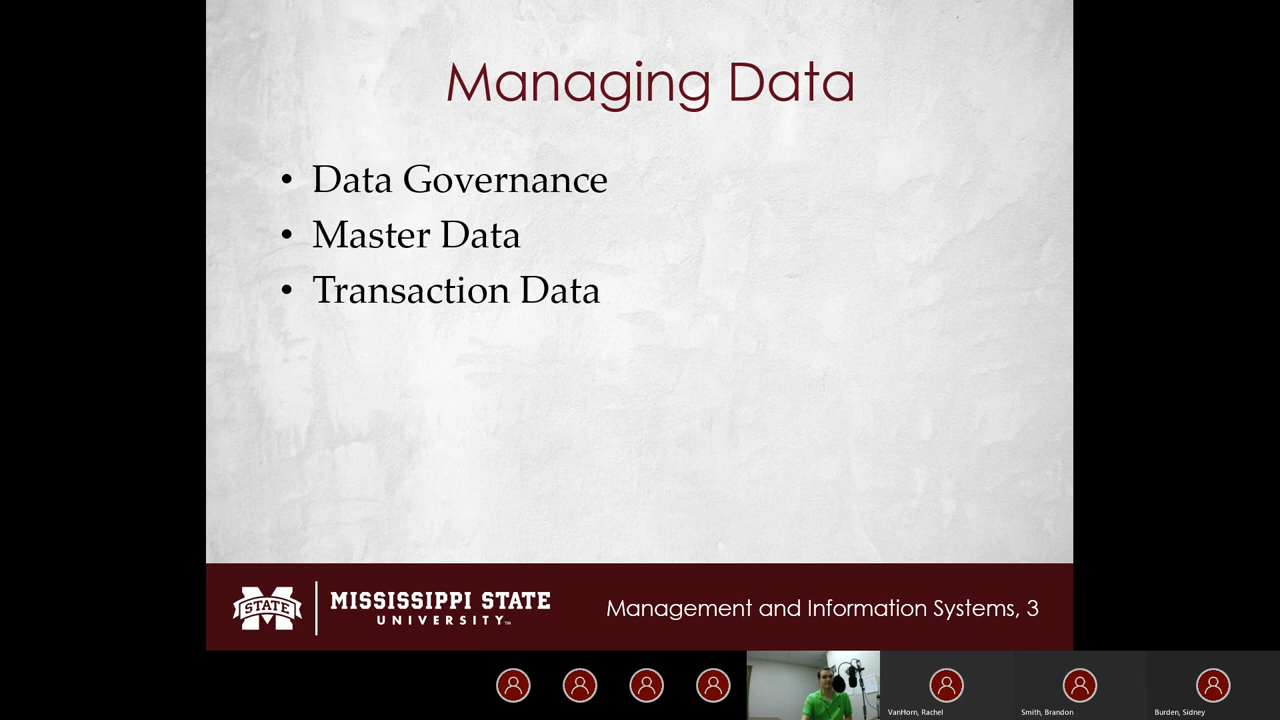 Managing Data
• Data Governance
• Master Data
• Transaction Data
STATE
MISSISSIPPI STATE
UNIVERSITY™
Management and Information Systems, 3
VanHorn, Rachel
Smith, Brandon
Burden, Sidney